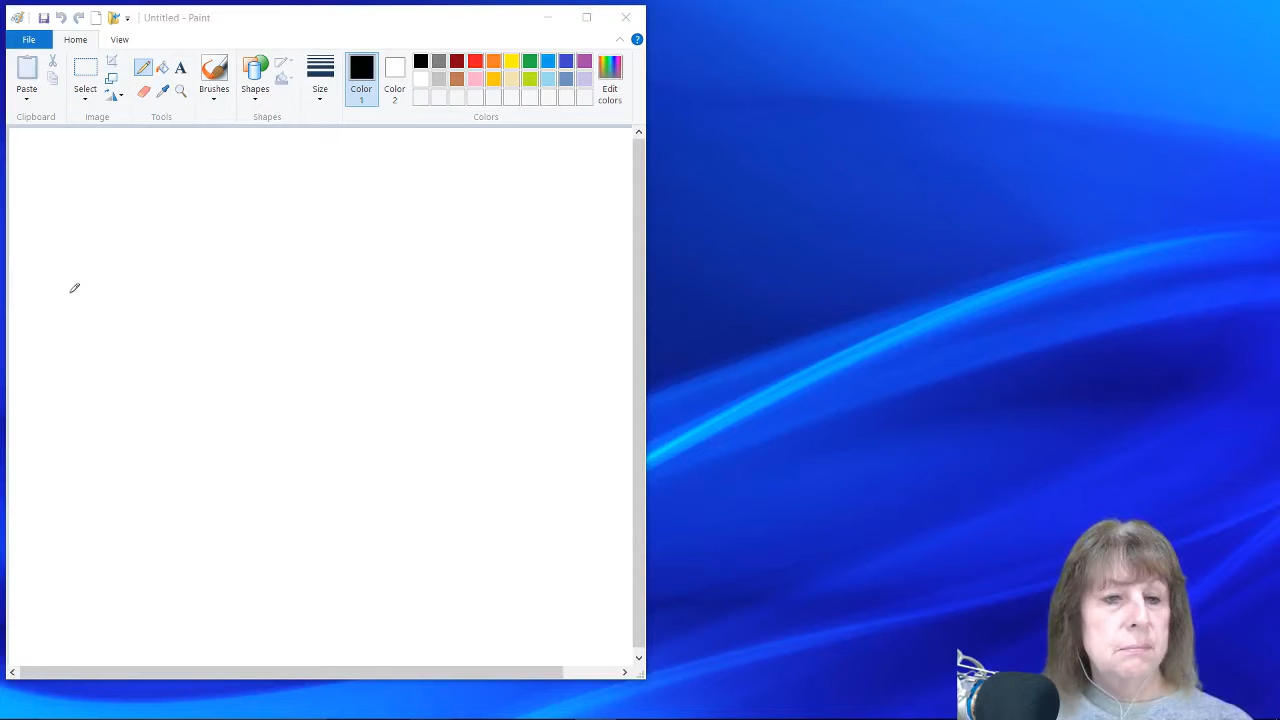 Untitled - Paint
File Home View
Paste Select Brushes Shapes Size Color 1 Color 2 Edit colors
Clipboard Image Tools Shapes Colors